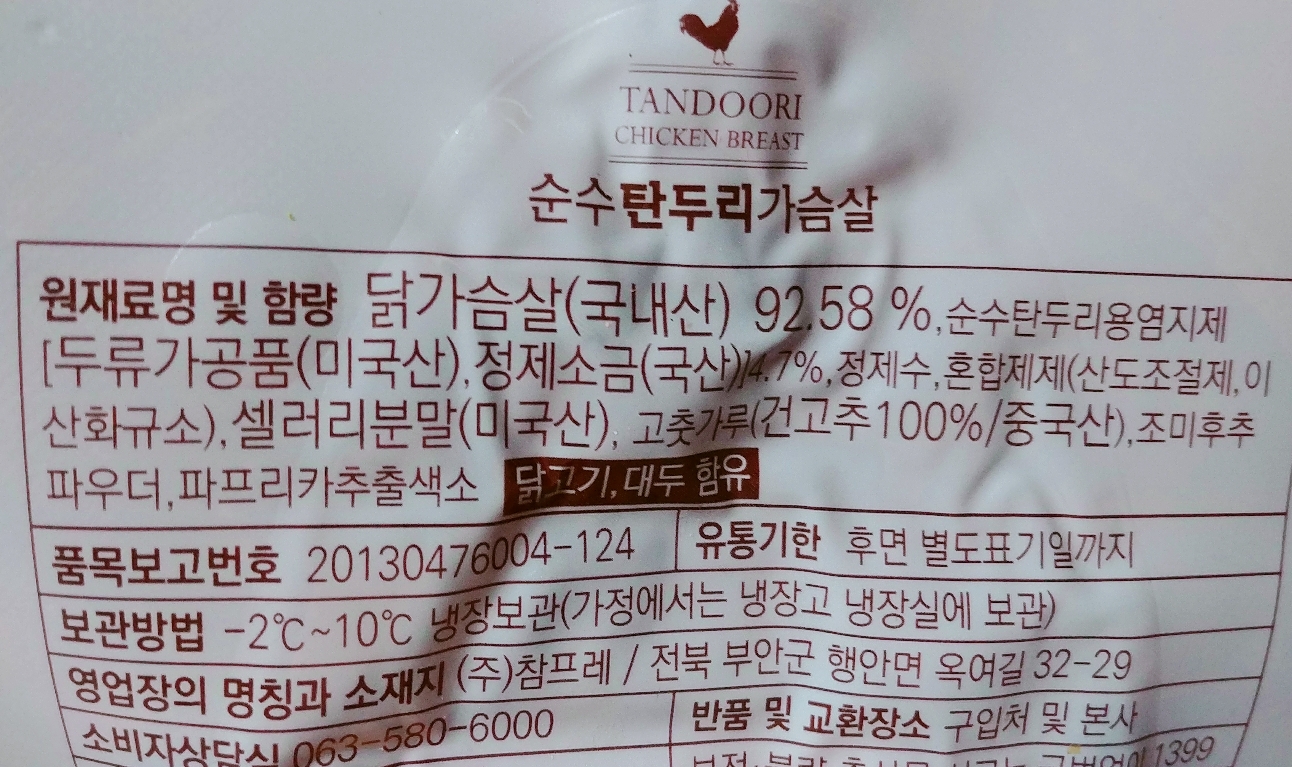 TANDOORI
CHICKEN BREAST
순수탄두리가슴살
원재료명 및 함량 닭가슴살(국내산) 92.58 %, 순수탄두리용염지제
[두류가공품(미국산), 정제소금(국산)]4.7%, 정제수, 혼합제제(산도조절제, 이
산화규소), 셀러리분말(미국산), 고춧가루(건고추100%/중국산), 조미후추
파우더, 파프리카추출색소 닭고기, 대두 함유
품목보고번호 20130476004-124 유통기한 후면 별도표기일까지
보관방법 -2℃~10℃ 냉장보관(가정에서는 냉장고 냉장실에 보관)
영업장의 명칭과 소재지 (주)참프레 / 전북 부안군 행안면 옥여길 32-29
소비자상담실 063-580-6000 반품 및 교환장소 구입처 및 본사
1399